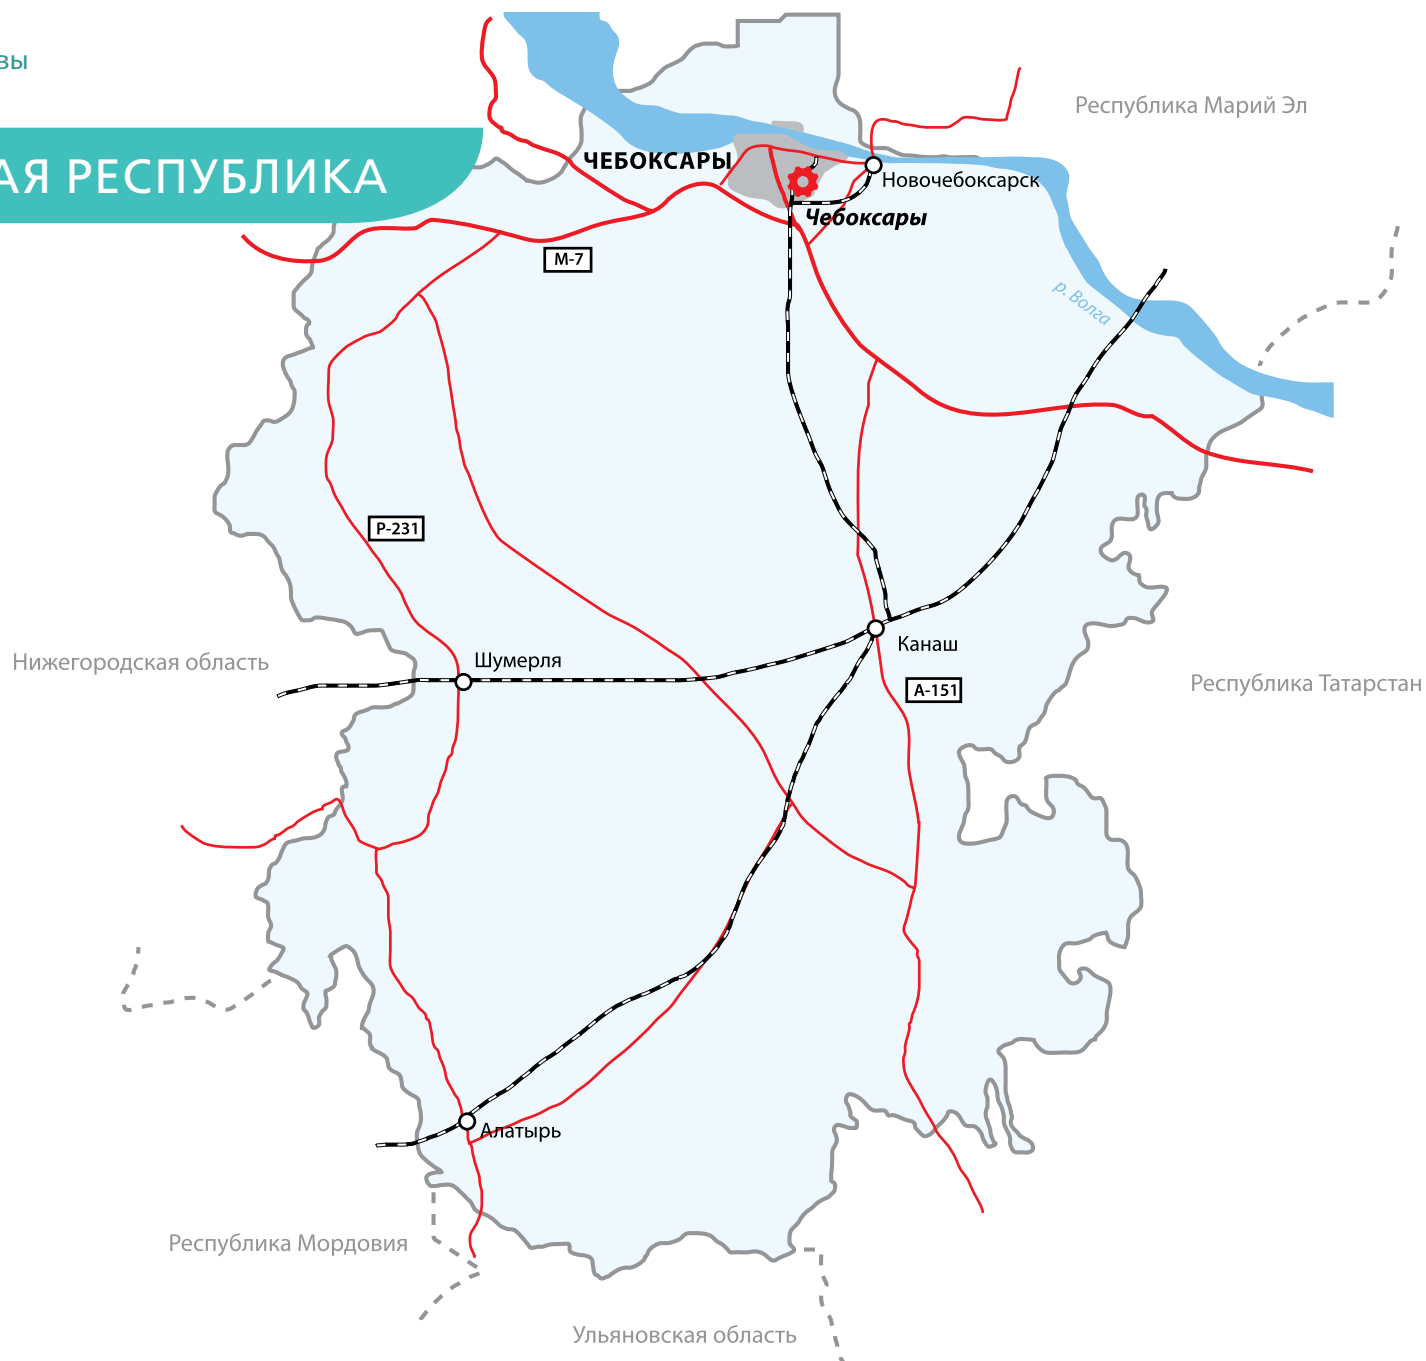 вы
АЯ РЕСПУБЛИКА
Республика Марий Эл
ЧЕБОКСАРЫ
Новочебоксарск
Чебоксары
М-7
р. Волга
Р-231
Канаш
Шумерля
Нижегородская область
Республика Татарстан
А-151
Алатырь
Республика Мордовия
Ульяновская область